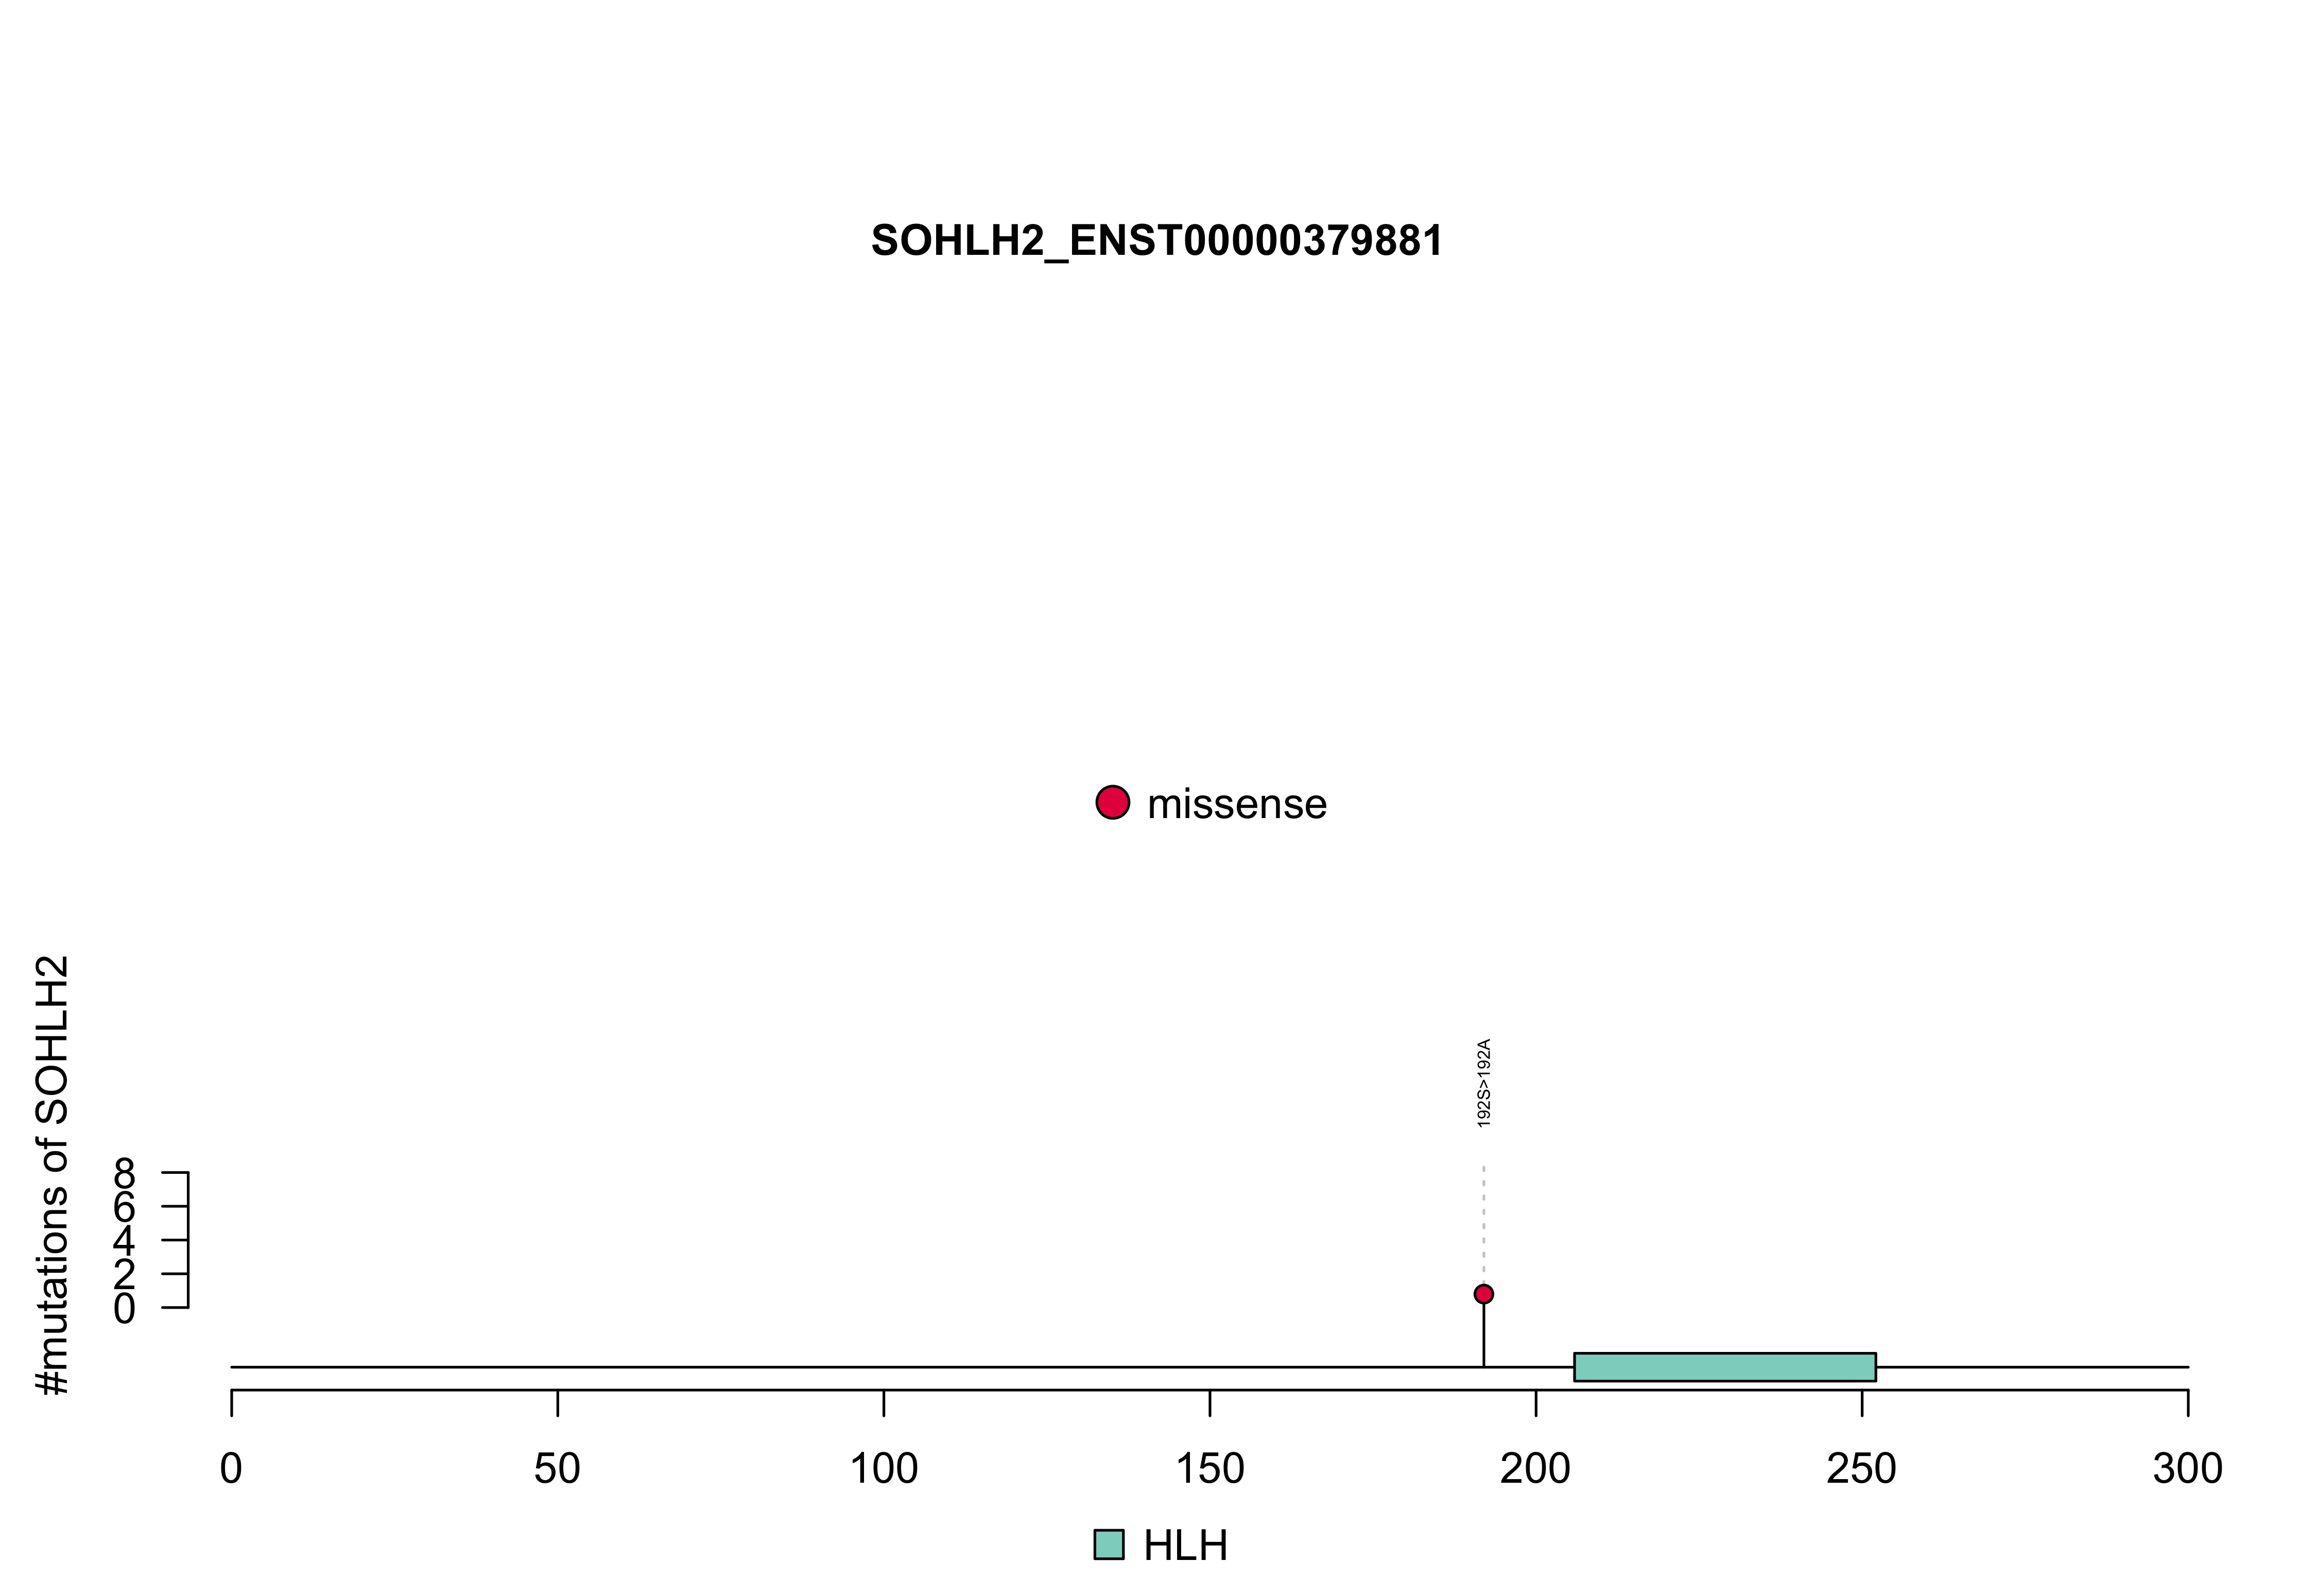 SOHLH2_ENST00000379881
missense
#mutations of SOHLH2
192S>192A
8
6
4
2
0
0 50 100 150 200 250 300
HLH